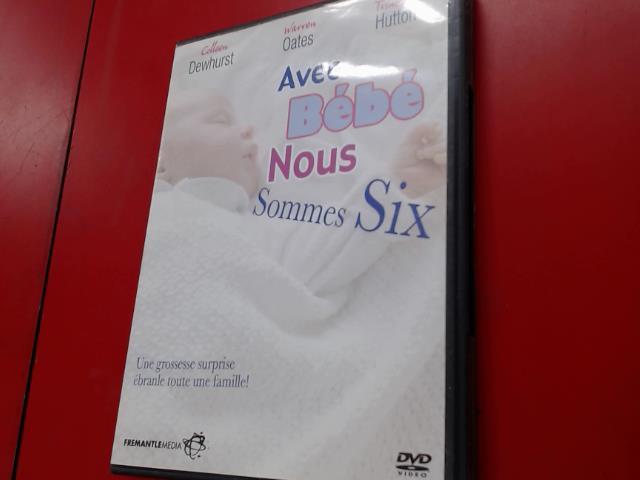 Colleen Dewhurst
Warren Oates
Hutton
Avec
Bébé
Nous
Sommes Six
Une grossesse surprise
ébranle toute une famille!
FREMANTLEMEDIA
DVD
VIDEO